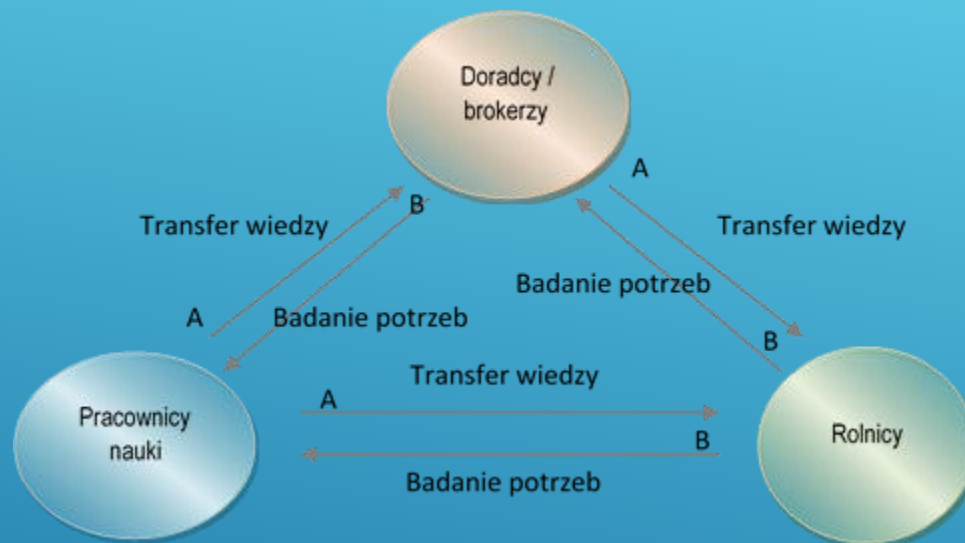 Doradcy /
brokerzy
A
B
Transfer wiedzy
Transfer wiedzy
Badanie potrzeb
A
Badanie potrzeb
B
Transfer wiedzy
A
Pracownicy
nauki
Rolnicy
B
Badanie potrzeb